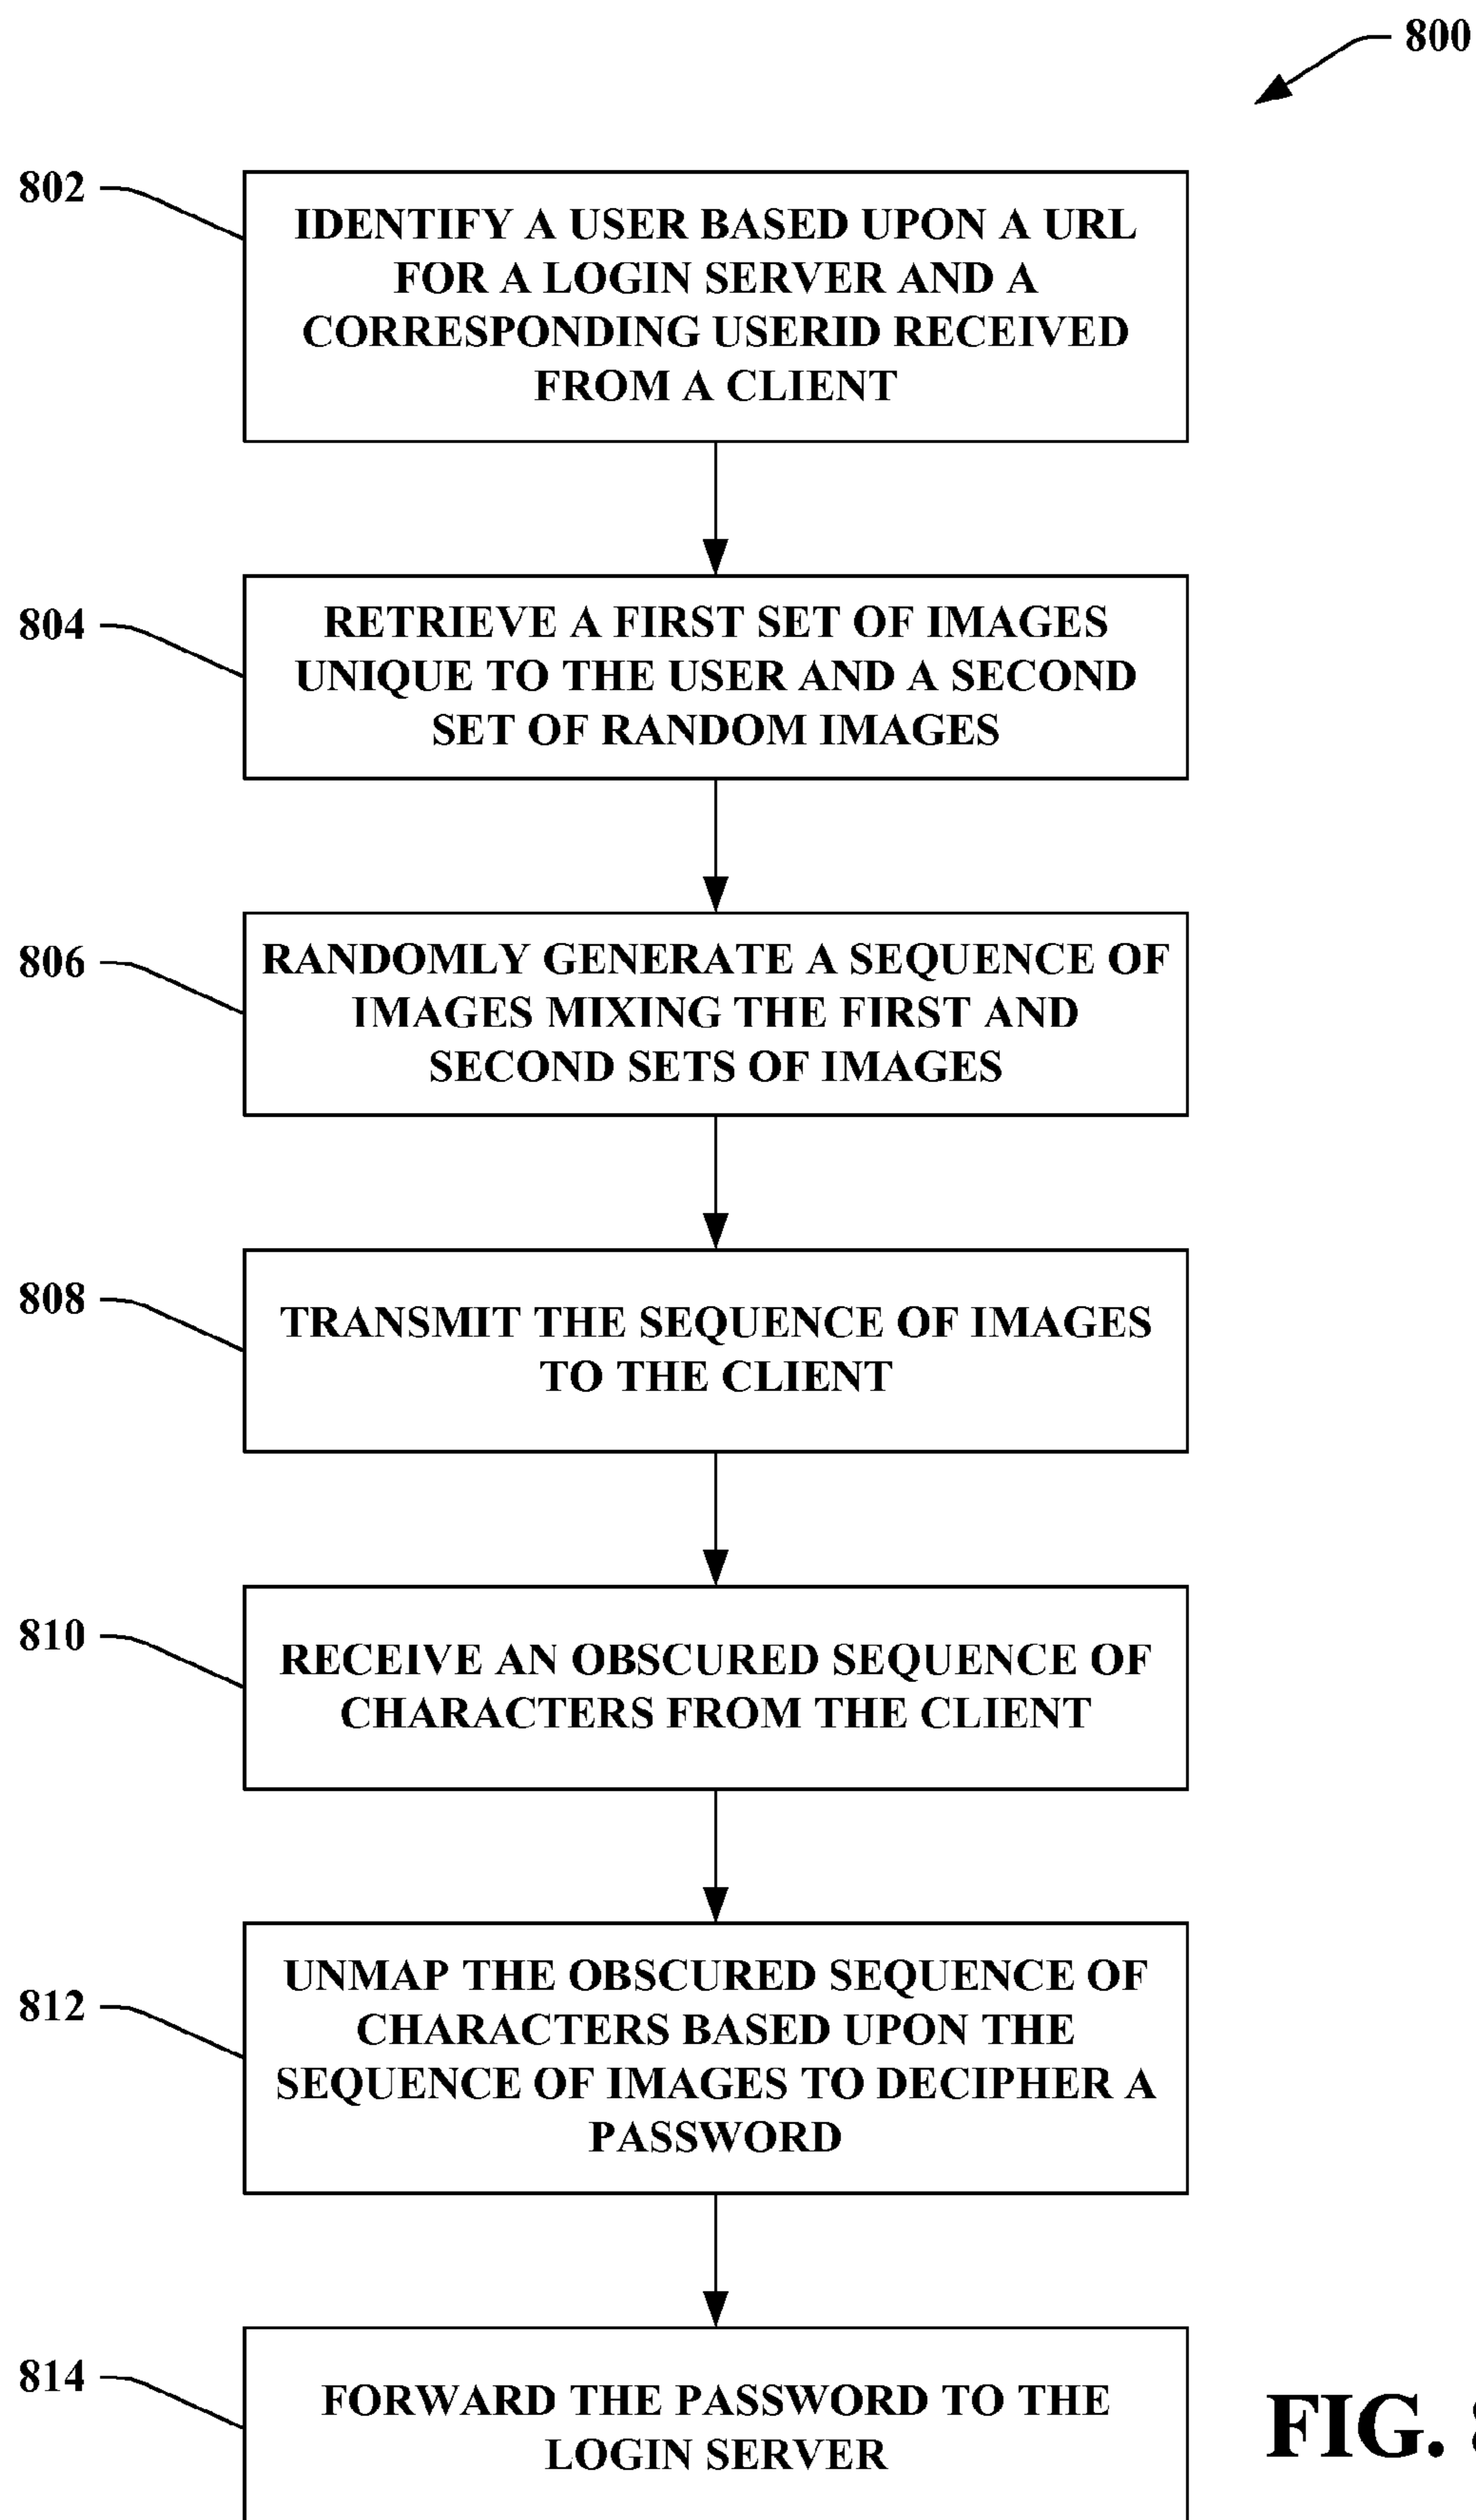 800
802
IDENTIFY A USER BASED UPON A URL
FOR A LOGIN SERVER AND A
CORRESPONDING USERID RECEIVED
FROM A CLIENT
804
RETRIEVE A FIRST SET OF IMAGES
UNIQUE TO THE USER AND A SECOND
SET OF RANDOM IMAGES
806
RANDOMLY GENERATE A SEQUENCE OF
IMAGES MIXING THE FIRST AND
SECOND SETS OF IMAGES
808
TRANSMIT THE SEQUENCE OF IMAGES
TO THE CLIENT
810
RECEIVE AN OBSCURED SEQUENCE OF
CHARACTERS FROM THE CLIENT
812
UNMAP THE OBSCURED SEQUENCE OF
CHARACTERS BASED UPON THE
SEQUENCE OF IMAGES TO DECIPHER A
PASSWORD
814
FORWARD THE PASSWORD TO THE
LOGIN SERVER
FIG. 8